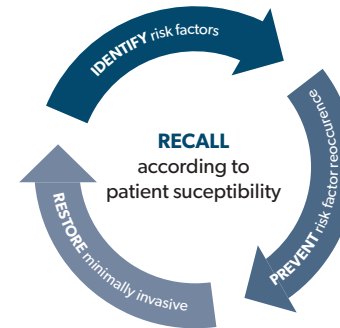 IDENTIFY risk factors
RECALL
according to
patient suceptibility
PREVENT risk factor reoccurence
RESTORE minimally invasive